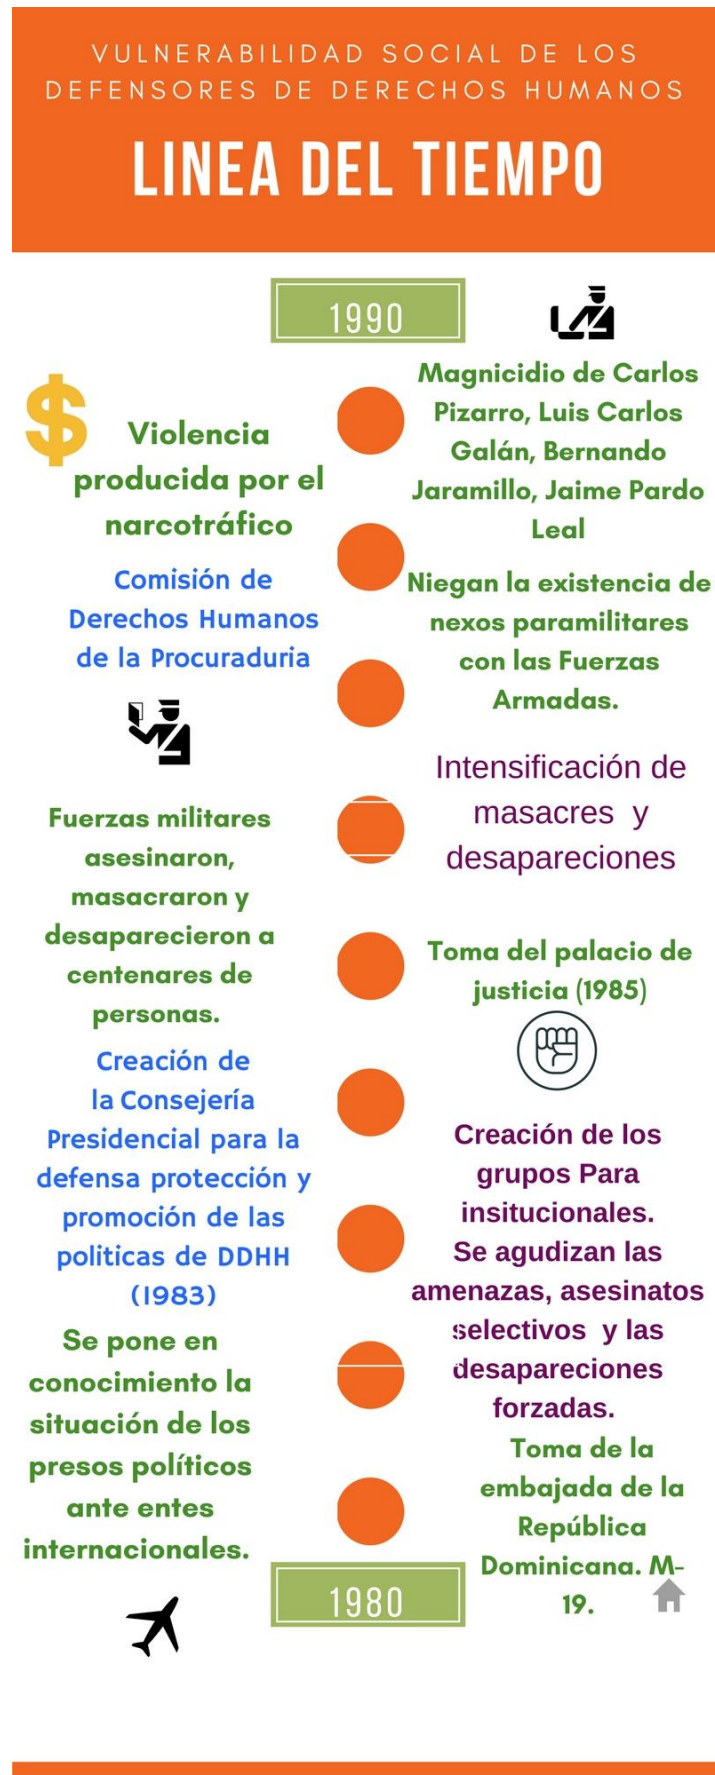 VULNERABILIDAD SOCIAL DE LOS
DEFENSORES DE DERECHOS HUMANOS
LINEA DEL TIEMPO
1990
Magnicidio de Carlos
Pizarro, Luis Carlos
Galán, Bernando
Jaramillo, Jaime Pardo
Leal
$
Violencia
producida por el
narcotráfico
Comisión de
Derechos Humanos
de la Procuraduria
Niegan la existencia de
nexos paramilitares
con las Fuerzas
Armadas.
Intensificación de
masacres y
desapareciones
Fuerzas militares
asesinaron,
masacraron y
desaparecieron a
centenares de
personas.
Toma del palacio de
justicia (1985)
Creación de
la Consejería
Presidencial para la
defensa protección y
promoción de las
politicas de DDHH
(1983)
Creación de los
grupos Para
insitucionales.
Se agudizan las
amenazas, asesinatos
selectivos y las
desapareciones
forzadas.
Se pone en
conocimiento la
situación de los
presos políticos
ante entes
internacionales.
Toma de la
embajada de la
República
Dominicana. M-
19.
1980